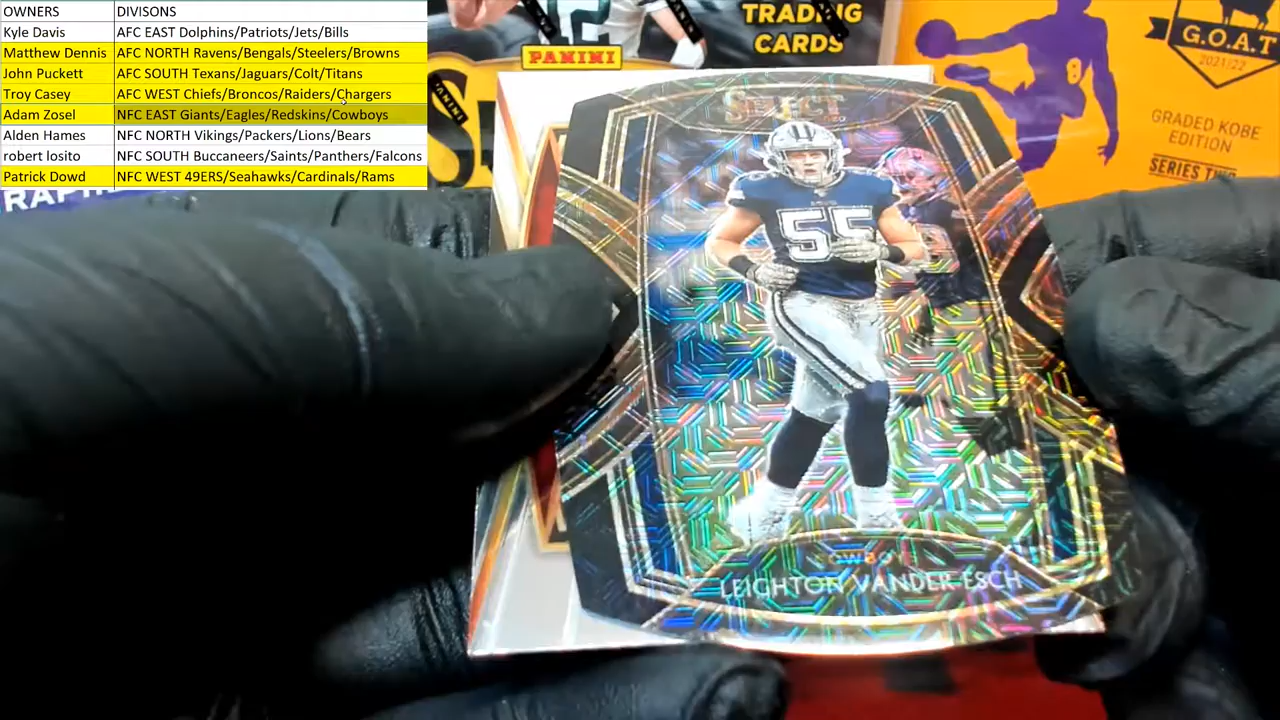 OWNERS DIVISONS
Kyle Davis AFC EAST Dolphins/Patriots/Jets/Bills
Matthew Dennis AFC NORTH Ravens/Bengals/Steelers/Browns
John Puckett AFC SOUTH Texans/Jaguars/Colt/Titans
Troy Casey AFC WEST Chiefs/Broncos/Raiders/Chargers
Adam Zosel NFC EAST Giants/Eagles/Redskins/Cowboys
Alden Hames NFC NORTH Vikings/Packers/Lions/Bears
robert losito NFC SOUTH Buccaneers/Saints/Panthers/Falcons
Patrick Dowd NFC WEST 49ERS/Seahawks/Cardinals/Rams
TRADING
CARDS
PANINI
PANINI
G.O.A.T
2021/22
GRADED KOBE
EDITION
SERIES TWO
SELECT
55
LEIGHTON VANDER ESCH